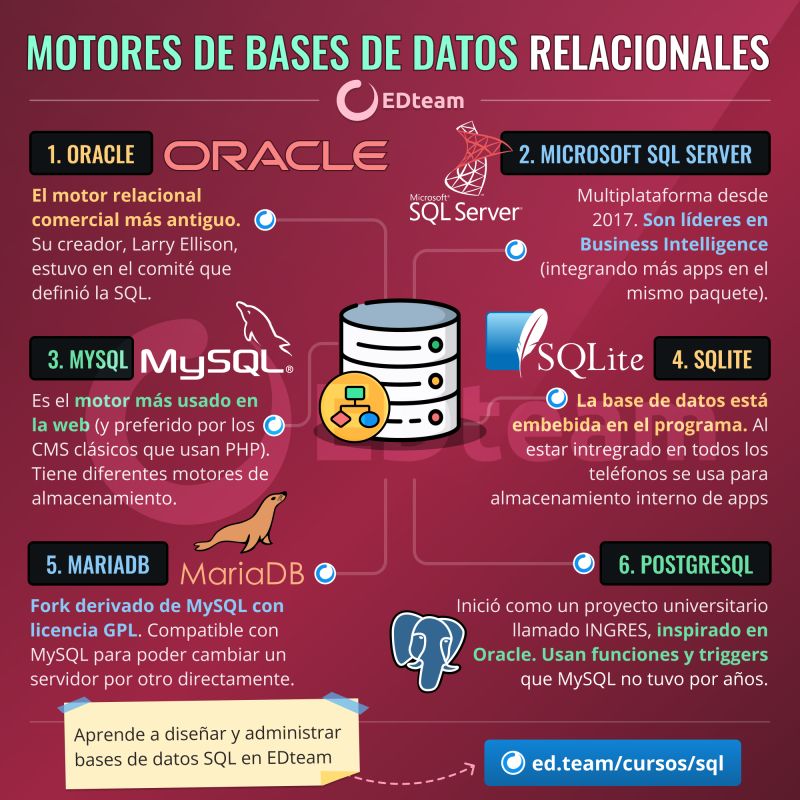 MOTORES DE BASES DE DATOS RELACIONALES
EDteam
1. ORACLE
ORACLE
El motor relacional
comercial más antiguo.
Su creador, Larry Ellison,
estuvo en el comité que
definió la SQL.
Microsoft®
SQL Server®
2. MICROSOFT SQL SERVER
Multiplataforma desde
2017. Son líderes en
Business Intelligence
(integrando más apps en el
mismo paquete).
3. MYSQL
MySQL®
Es el motor más usado en
la web (y preferido por los
CMS clásicos que usan PHP).
Tiene diferentes motores de
almacenamiento.
SQLite
4. SQLITE
La base de datos está
embebida en el programa. Al
estar intregrado en todos los
teléfonos se usa para
almacenamiento interno de apps
EDteam
5. MARIADB
MariaDB
Fork derivado de MySQL con
licencia GPL. Compatible con
MySQL para poder cambiar un
servidor por otro directamente.
6. POSTGRESQL
Inició como un proyecto universitario
llamado INGRES, inspirado en
Oracle. Usan funciones y triggers
que MySQL no tuvo por años.
Aprende a diseñar y administrar
bases de datos SQL en EDteam
ed.team/cursos/sql